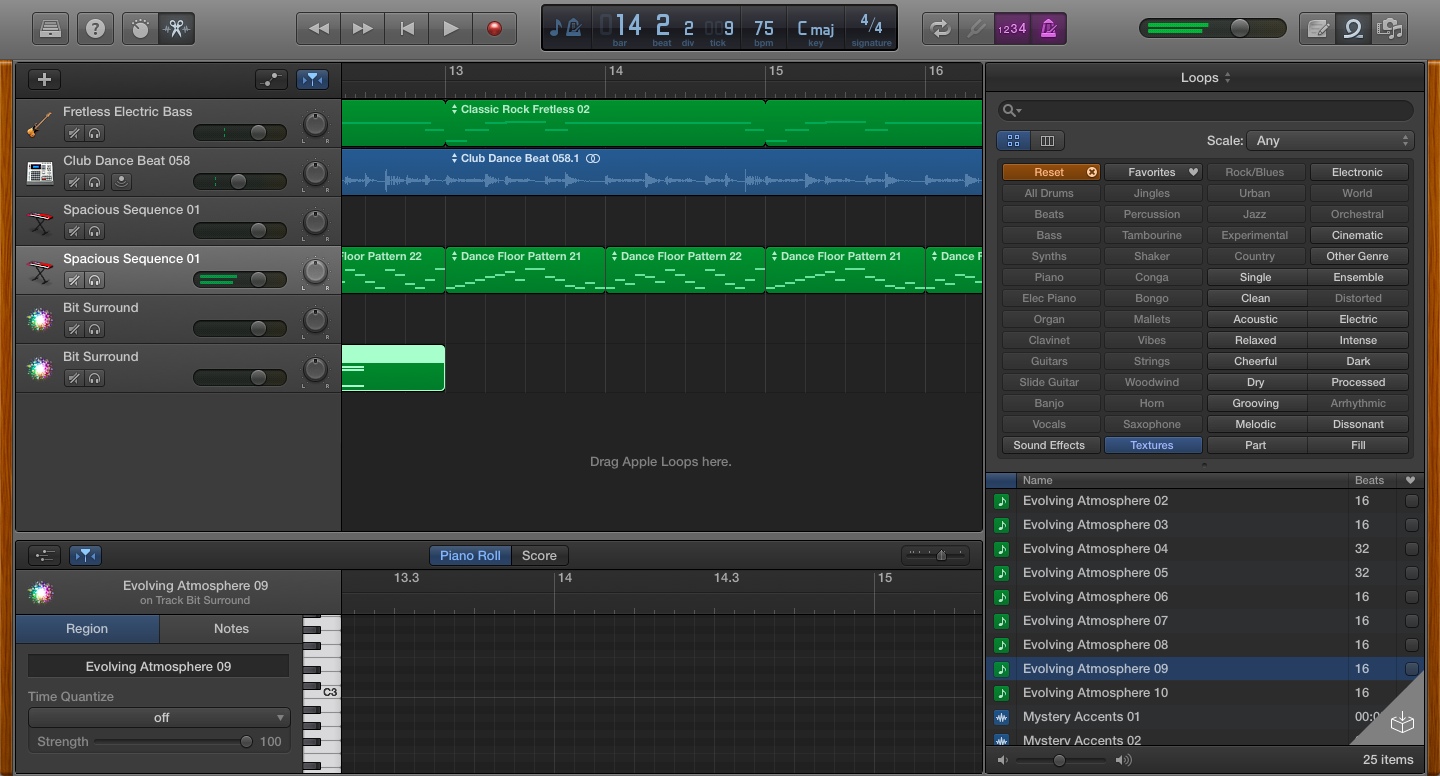 14 2 2 9 75 C maj 4/4
bar beat div tick bpm key signature
1234
13 14 15 16
Loops
Fretless Electric Bass
L R
Classic Rock Fretless 02
Club Dance Beat 058
L R
Club Dance Beat 058.1
Spacious Sequence 01
L R
Spacious Sequence 01
L R
Floor Pattern 22 Dance Floor Pattern 21 Dance Floor Pattern 22 Dance Floor Pattern 21 Dance F
Bit Surround
L R
Bit Surround
L R
Drag Apple Loops here.
Scale: Any
Reset Favorites Rock/Blues Electronic
All Drums Jingles Urban World
Beats Percussion Jazz Orchestral
Bass Tambourine Experimental Cinematic
Synths Shaker Country Other Genre
Piano Conga Single Ensemble
Elec Piano Bongo Clean Distorted
Organ Mallets Acoustic Electric
Clavinet Vibes Relaxed Intense
Guitars Strings Cheerful Dark
Slide Guitar Woodwind Dry Processed
Banjo Horn Grooving Arrhythmic
Vocals Saxophone Melodic Dissonant
Sound Effects Textures Part Fill
Name Beats
Evolving Atmosphere 02 16
Evolving Atmosphere 03 16
Evolving Atmosphere 04 32
Evolving Atmosphere 05 32
Evolving Atmosphere 06 16
Evolving Atmosphere 07 16
Evolving Atmosphere 08 16
Evolving Atmosphere 09 16
Evolving Atmosphere 10 16
Mystery Accents 01 00:0
Mystery Accents 02
25 items
Piano Roll Score
Evolving Atmosphere 09
on Track Bit Surround
13.3 14 14.3 15
Region Notes
Evolving Atmosphere 09
C3
Time Quantize
off
Strength 100